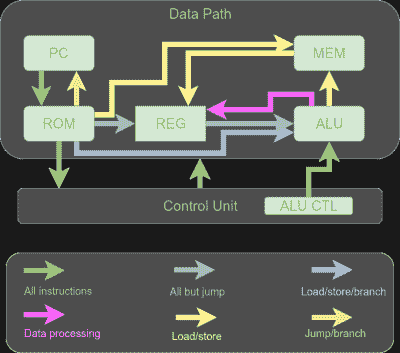 Data Path
PC
MEM
ROM
REG
ALU
Control Unit
ALU CTL
All instructions
All but jump
Load/store/branch
Data processing
Load/store
Jump/branch